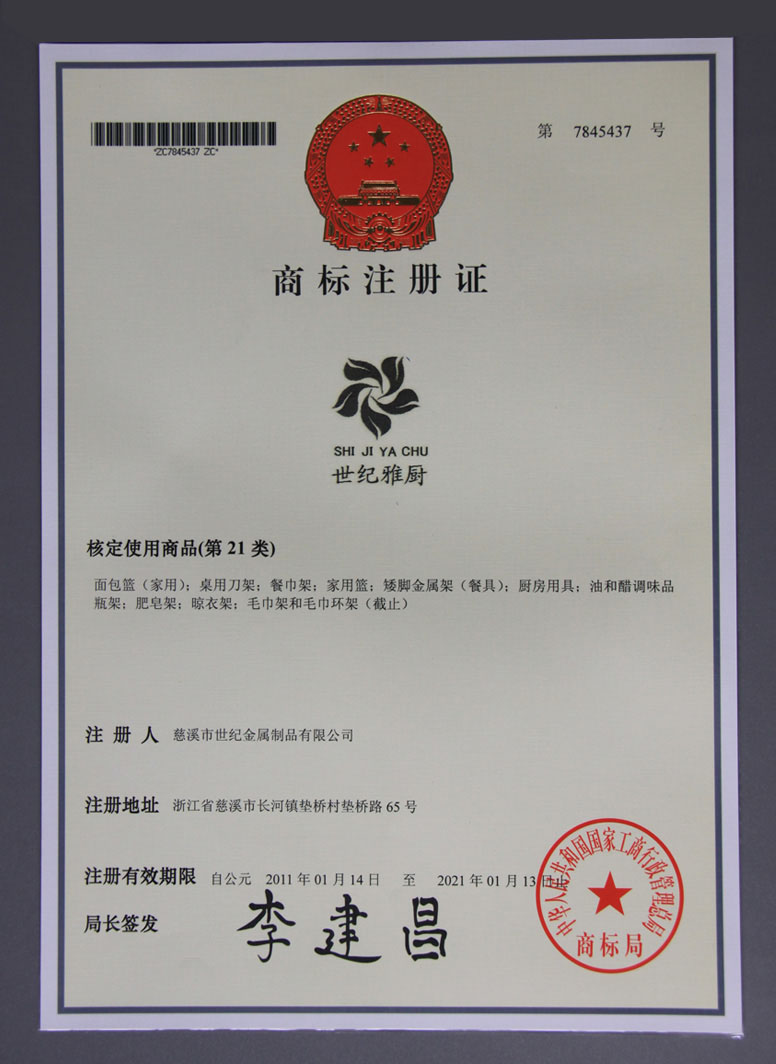 *ZC7845437 ZC*
第 7845437 号
商标注册证
SHI JI YA CHU
世纪雅厨
核定使用商品(第 21 类)
面包篮（家用）；桌用刀架；餐巾架；家用篮；矮脚金属架（餐具）；厨房用具；油和醋调味品
瓶架；肥皂架；晾衣架；毛巾架和毛巾环架（截止）
注 册 人 慈溪市世纪金属制品有限公司
注册地址 浙江省慈溪市长河镇垫桥村垫桥路 65 号
注册有效期限 自公元 2011 年 01 月 14 日 至 2021 年 01 月 13 日止
局长签发 李建昌
中华人民共和国国家工商行政管理总局
商标局